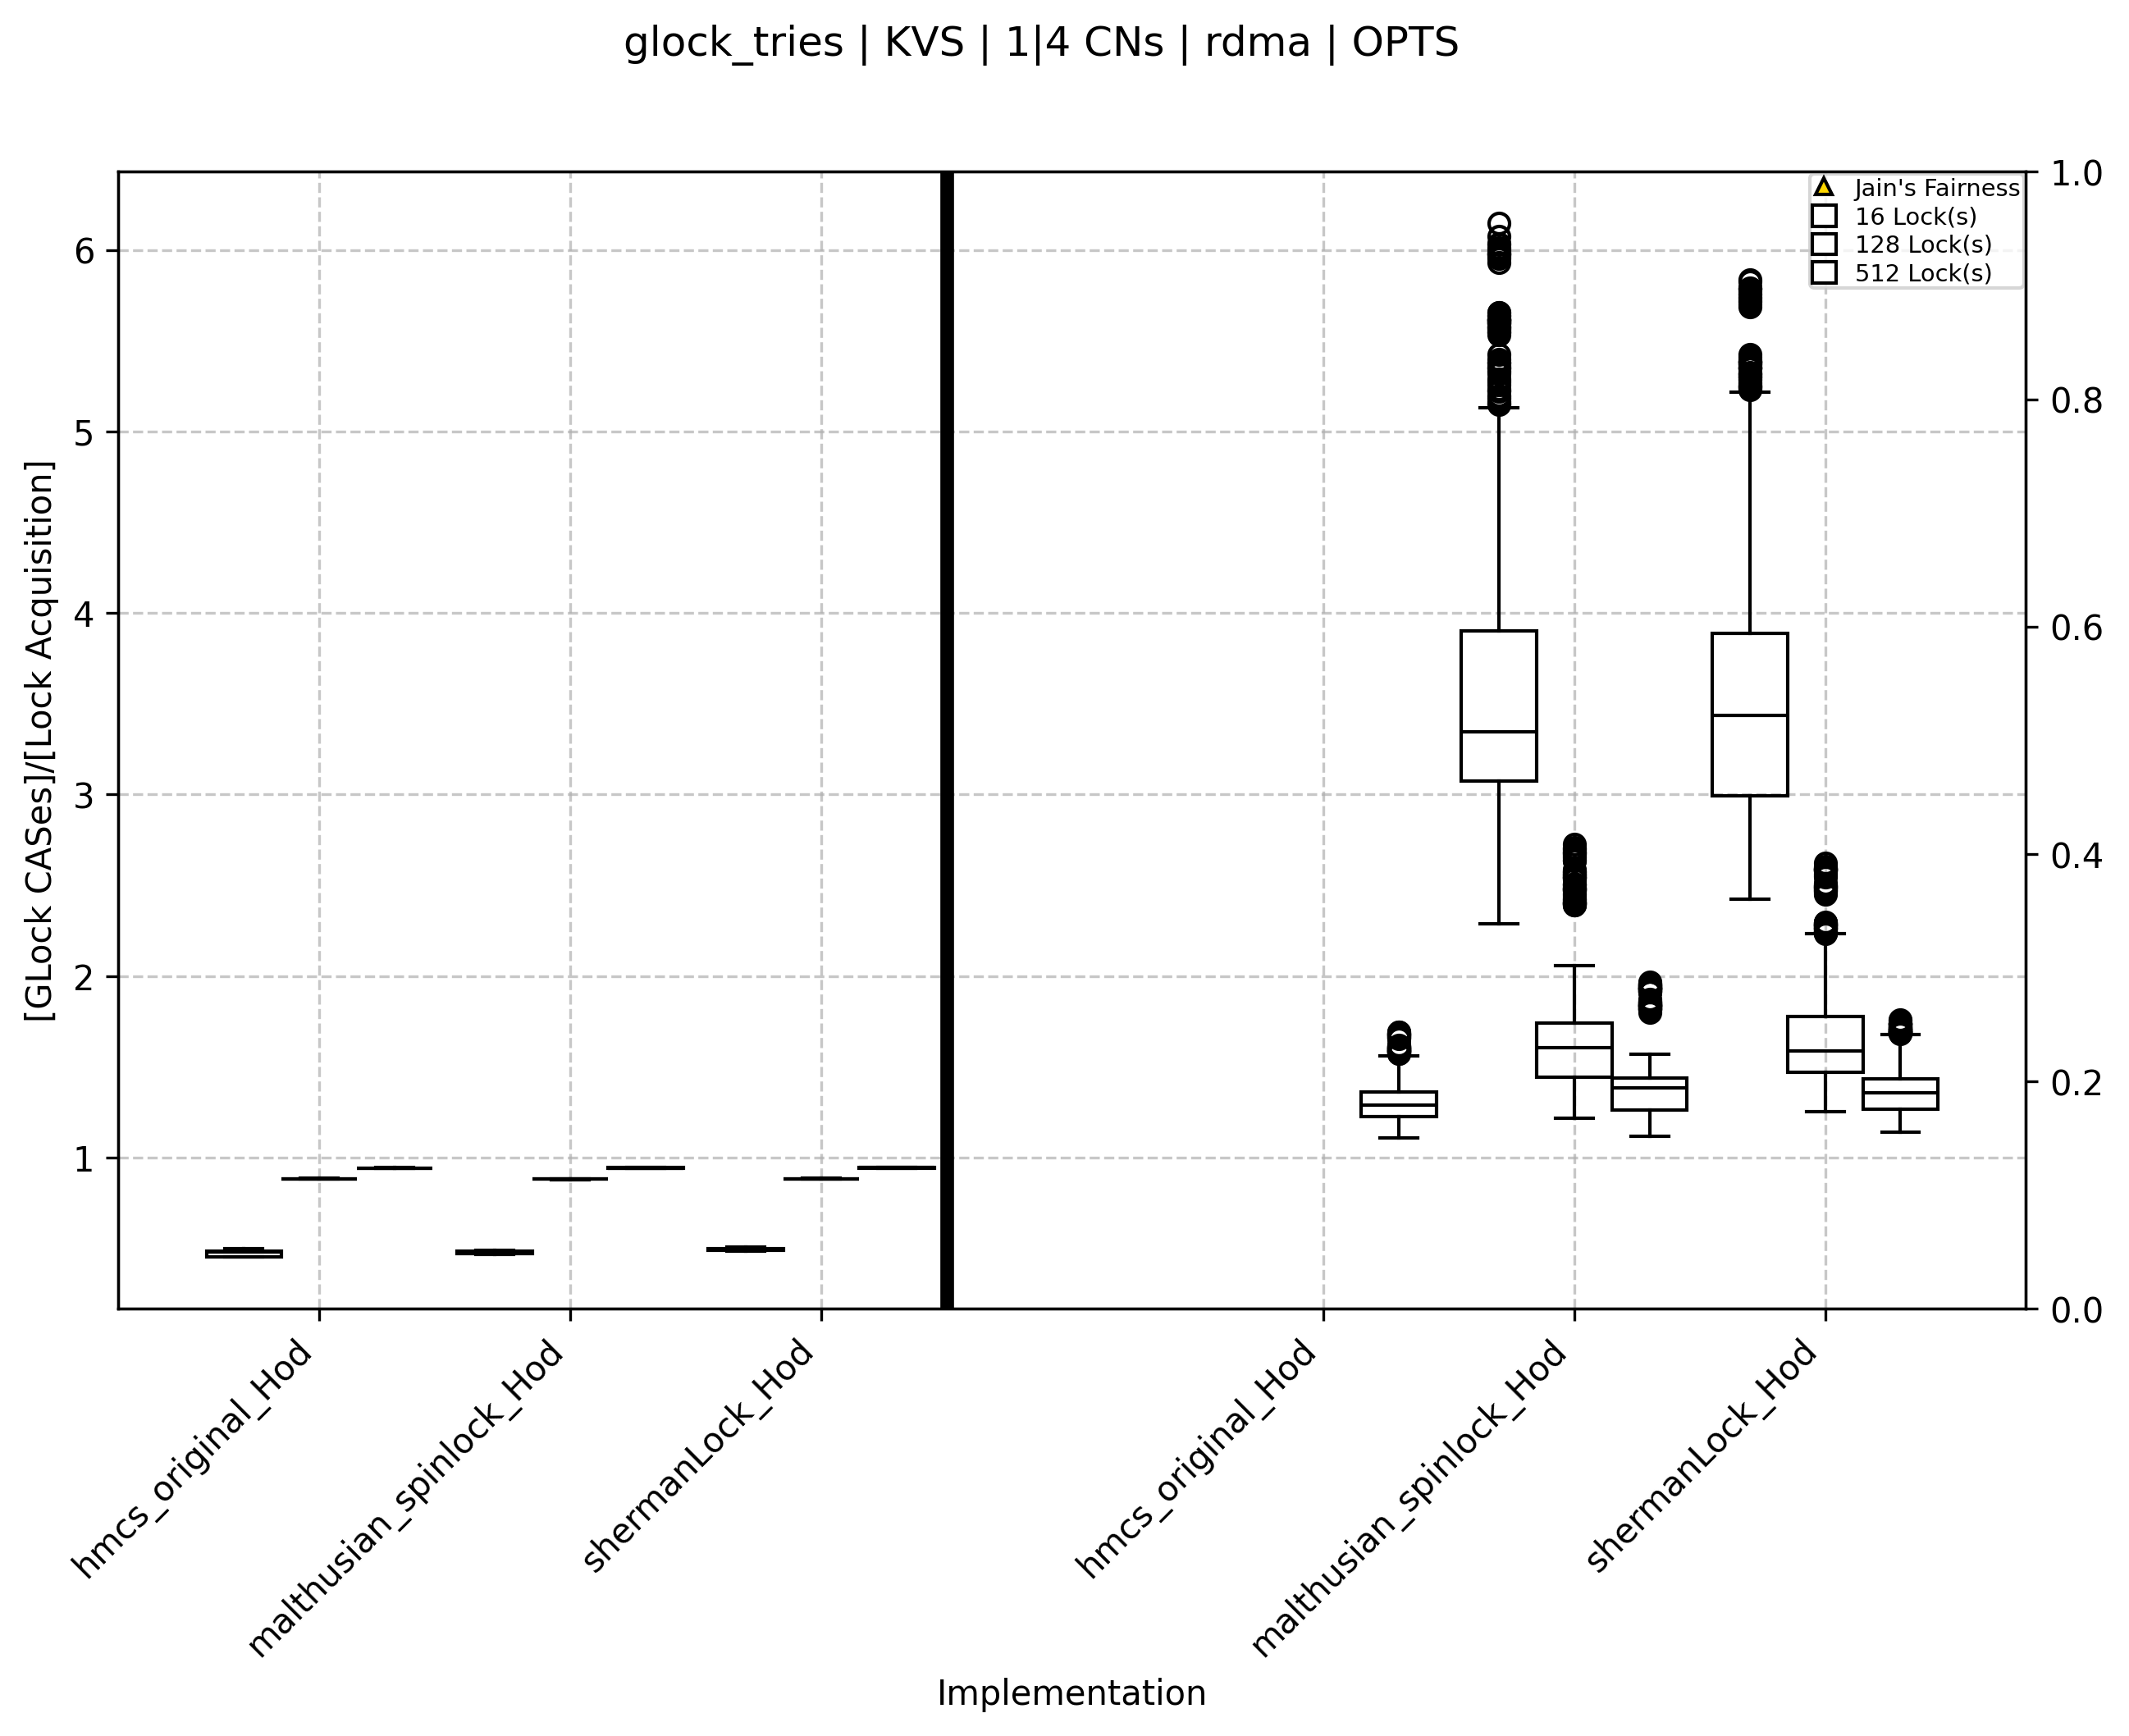 glock_tries | KVS | 1|4 CNs | rdma | OPTS
[GLock CASes]/[Lock Acquisition]
6
5
4
3
2
1
1.0
0.8
0.6
0.4
0.2
0.0
Jain's Fairness
16 Lock(s)
128 Lock(s)
512 Lock(s)
hmcs_original_Hod
malthusian_spinlock_Hod
shermanLock_Hod
hmcs_original_Hod
malthusian_spinlock_Hod
shermanLock_Hod
Implementation